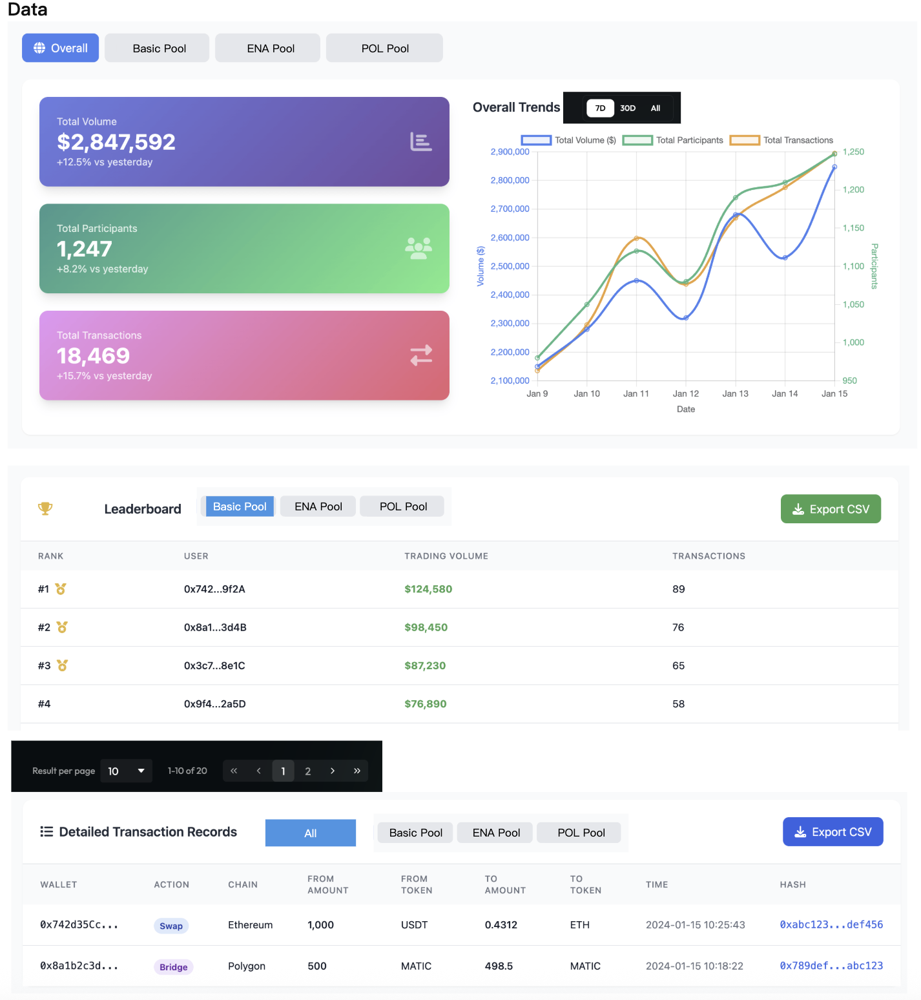 Data
Overall
Basic Pool
ENA Pool
POL Pool
Total Volume
$2,847,592
+12.5% vs yesterday
Total Participants
1,247
+8.2% vs yesterday
Total Transactions
18,469
+15.7% vs yesterday
Overall Trends
7D
30D
All
Total Volume ($)
Total Participants
Total Transactions
Volume ($)
2,900,000
2,800,000
2,700,000
2,600,000
2,500,000
2,400,000
2,300,000
2,200,000
2,100,000
1,250
1,200
1,150
1,100
1,050
1,000
950
Participants
Jan 9
Jan 10
Jan 11
Jan 12
Jan 13
Jan 14
Jan 15
Date
Leaderboard
Basic Pool
ENA Pool
POL Pool
Export CSV
RANK USER TRADING VOLUME TRANSACTIONS
#1 0x742...9f2A $124,580 89
#2 0x8a1...3d4B $98,450 76
#3 0x3c7...8e1C $87,230 65
#4 0x9f4...2a5D $76,890 58
Result per page 10 1-10 of 20 « ‹ 1 2 › »
Detailed Transaction Records
All
Basic Pool
ENA Pool
POL Pool
Export CSV
WALLET ACTION CHAIN FROM AMOUNT FROM TOKEN TO AMOUNT TO TOKEN TIME HASH
0x742d35Cc... Swap Ethereum 1,000 USDT 0.4312 ETH 2024-01-15 10:25:43 0xabc123...def456
0x8a1b2c3d... Bridge Polygon 500 MATIC 498.5 MATIC 2024-01-15 10:18:22 0x789def...abc123